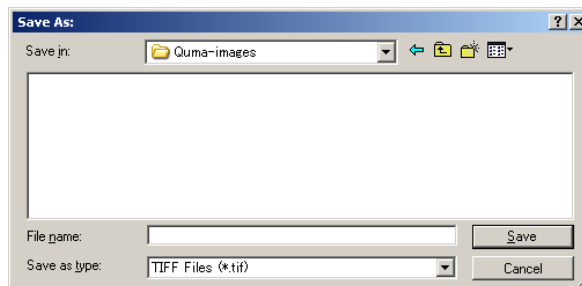 Save As:
Save in: Quma-images
File name:
Save
Save as type: TIFF Files (*.tif)
Cancel